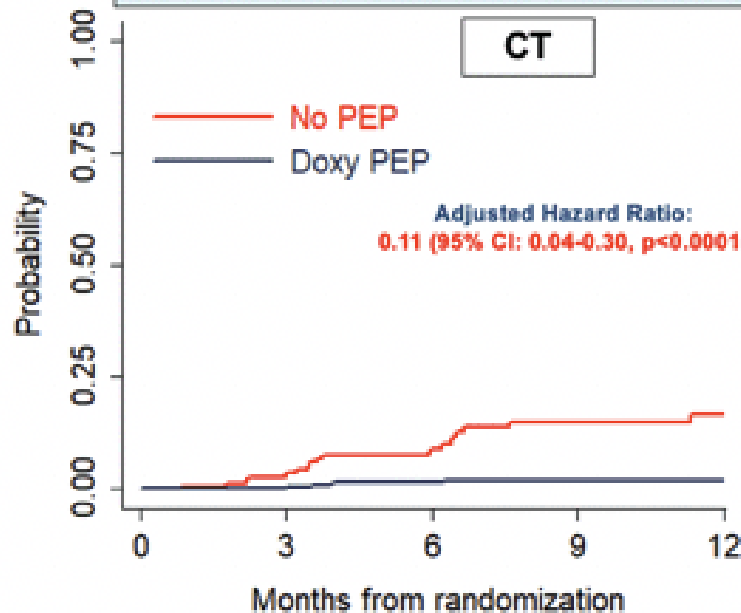 CT
No PEP
Doxy PEP
Adjusted Hazard Ratio:
0.11 (95% CI: 0.04-0.30, p<0.0001
Probability
1.00
0.75
0.50
0.25
0.00
0 3 6 9 12
Months from randomization